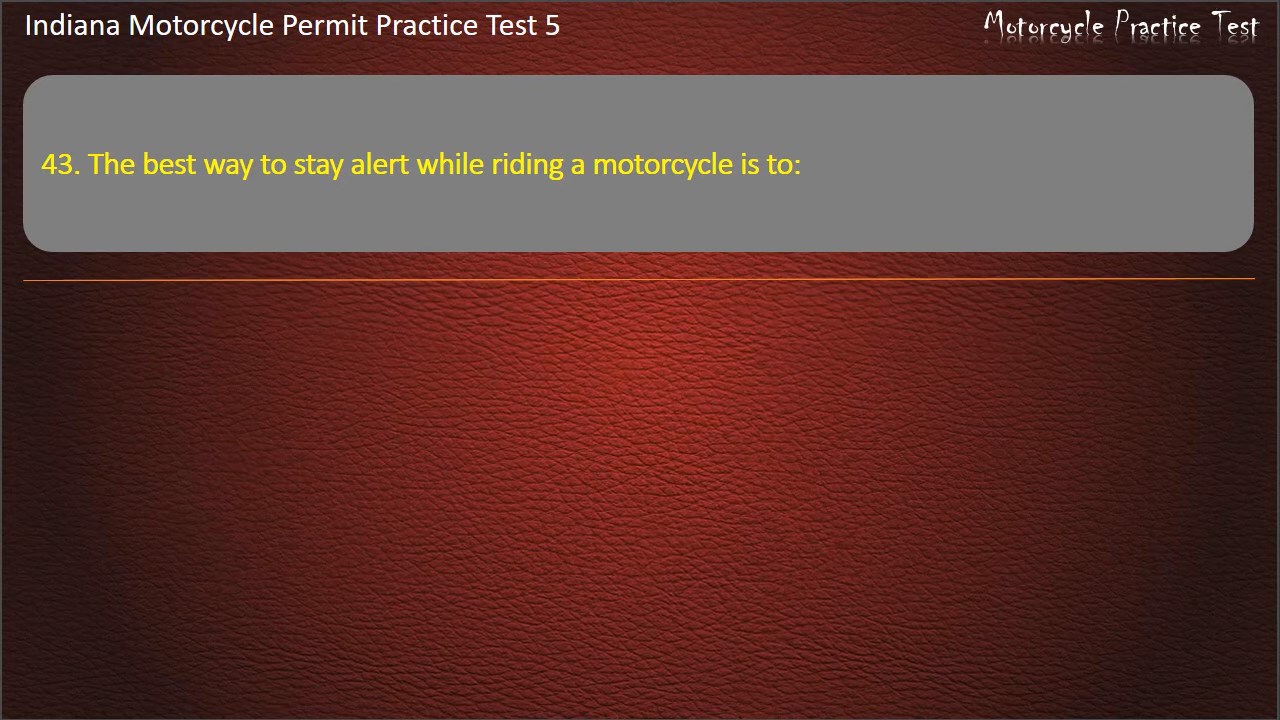 Indiana Motorcycle Permit Practice Test 5
Motorcycle Practice Test
43. The best way to stay alert while riding a motorcycle is to: